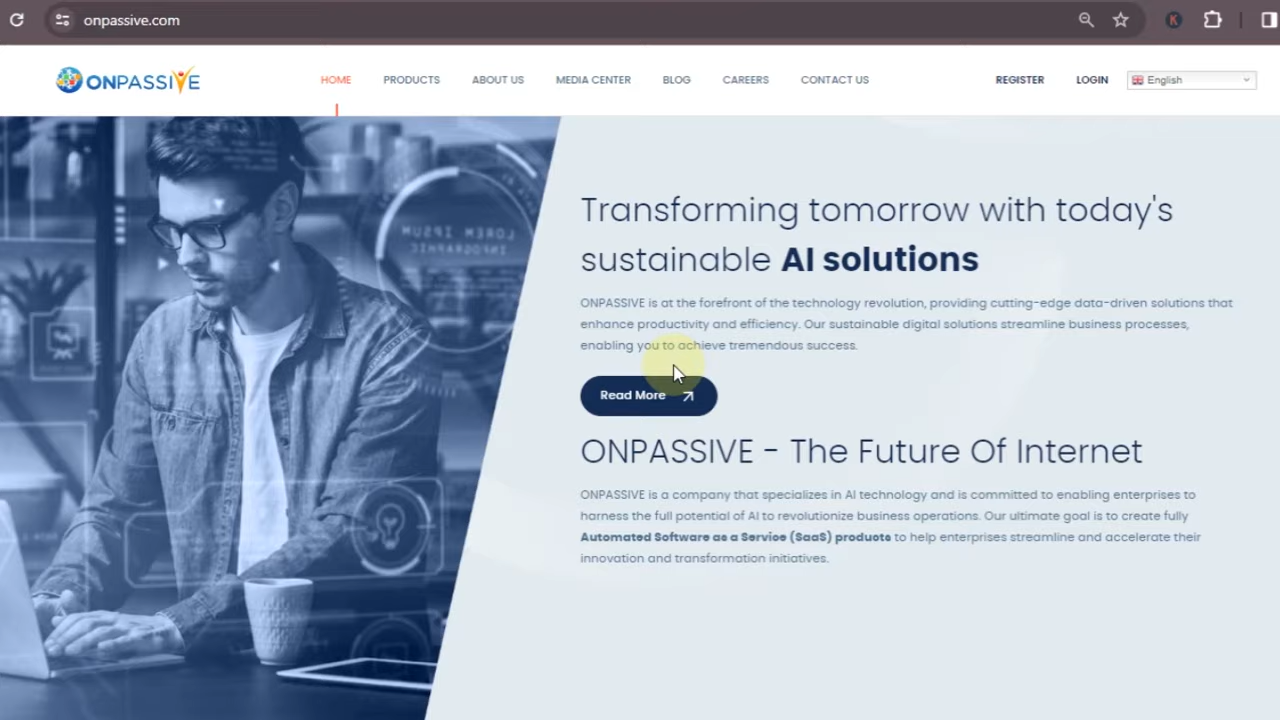 onpassive.com
K
ONPASSIVE
HOME
PRODUCTS
ABOUT US
MEDIA CENTER
BLOG
CAREERS
CONTACT US
REGISTER
LOGIN
English
LOREM IPSUM
INFOGRAPHIC
Transforming tomorrow with today's
sustainable AI solutions
ONPASSIVE is at the forefront of the technology revolution, providing cutting-edge data-driven solutions that
enhance productivity and efficiency. Our sustainable digital solutions streamline business processes,
enabling you to achieve tremendous success.
Read More
ONPASSIVE - The Future Of Internet
ONPASSIVE is a company that specializes in AI technology and is committed to enabling enterprises to
harness the full potential of AI to revolutionize business operations. Our ultimate goal is to create fully
Automated Software as a Service (SaaS) products to help enterprises streamline and accelerate their
innovation and transformation initiatives.